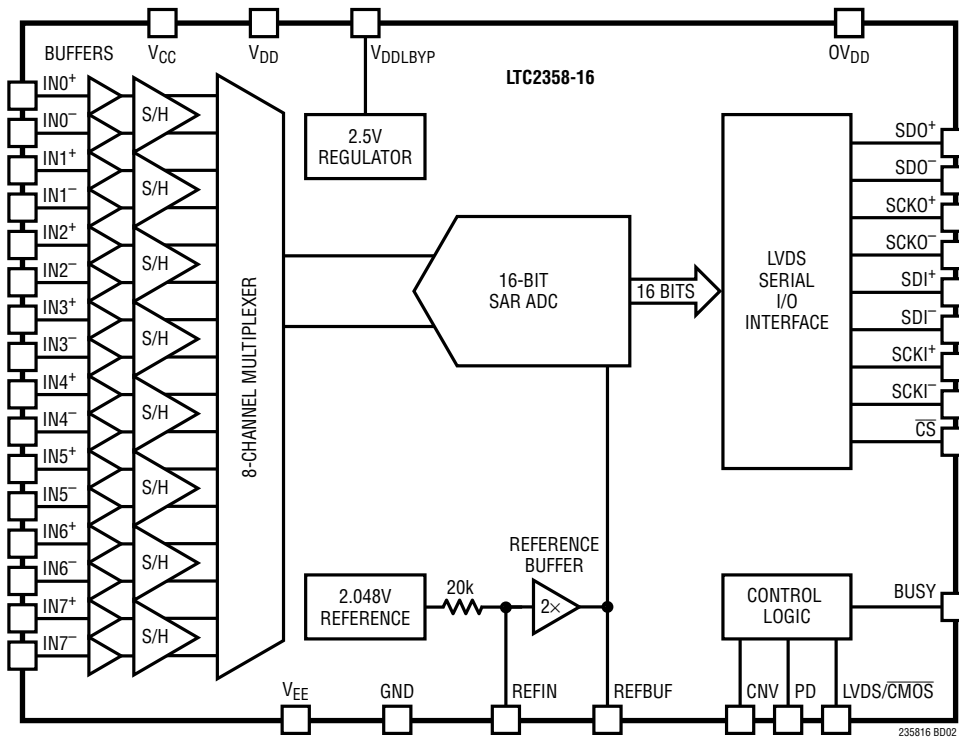 BUFFERS
V_CC
V_DD
V_DDLBYP
OV_DD
LTC2358-16
IN0⁺
IN0⁻
IN1⁺
IN1⁻
IN2⁺
IN2⁻
IN3⁺
IN3⁻
IN4⁺
IN4⁻
IN5⁺
IN5⁻
IN6⁺
IN6⁻
IN7⁺
IN7⁻
S/H
S/H
S/H
S/H
S/H
S/H
S/H
S/H
8-CHANNEL MULTIPLEXER
2.5V
REGULATOR
16-BIT
SAR ADC
16 BITS
LVDS
SERIAL
I/O
INTERFACE
SDO⁺
SDO⁻
SCKO⁺
SCKO⁻
SDI⁺
SDI⁻
SCKI⁺
SCKI⁻
C̅S̅
2.048V
REFERENCE
20k
REFERENCE
BUFFER
2×
CONTROL
LOGIC
BUSY
V_EE
GND
REFIN
REFBUF
CNV
PD
LVDS/C̅M̅O̅S̅
235816 BD02